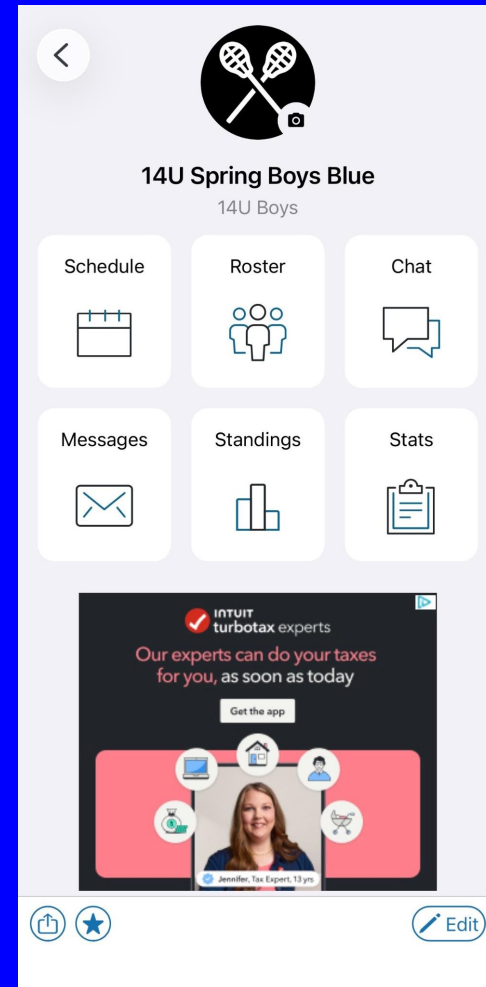 14U Spring Boys Blue
14U Boys
Schedule
Roster
Chat
Messages
Standings
Stats
INTUIT
turbotax experts
Our experts can do your taxes
for you, as soon as today
Get the app
Jennifer, Tax Expert, 13 yrs
Edit